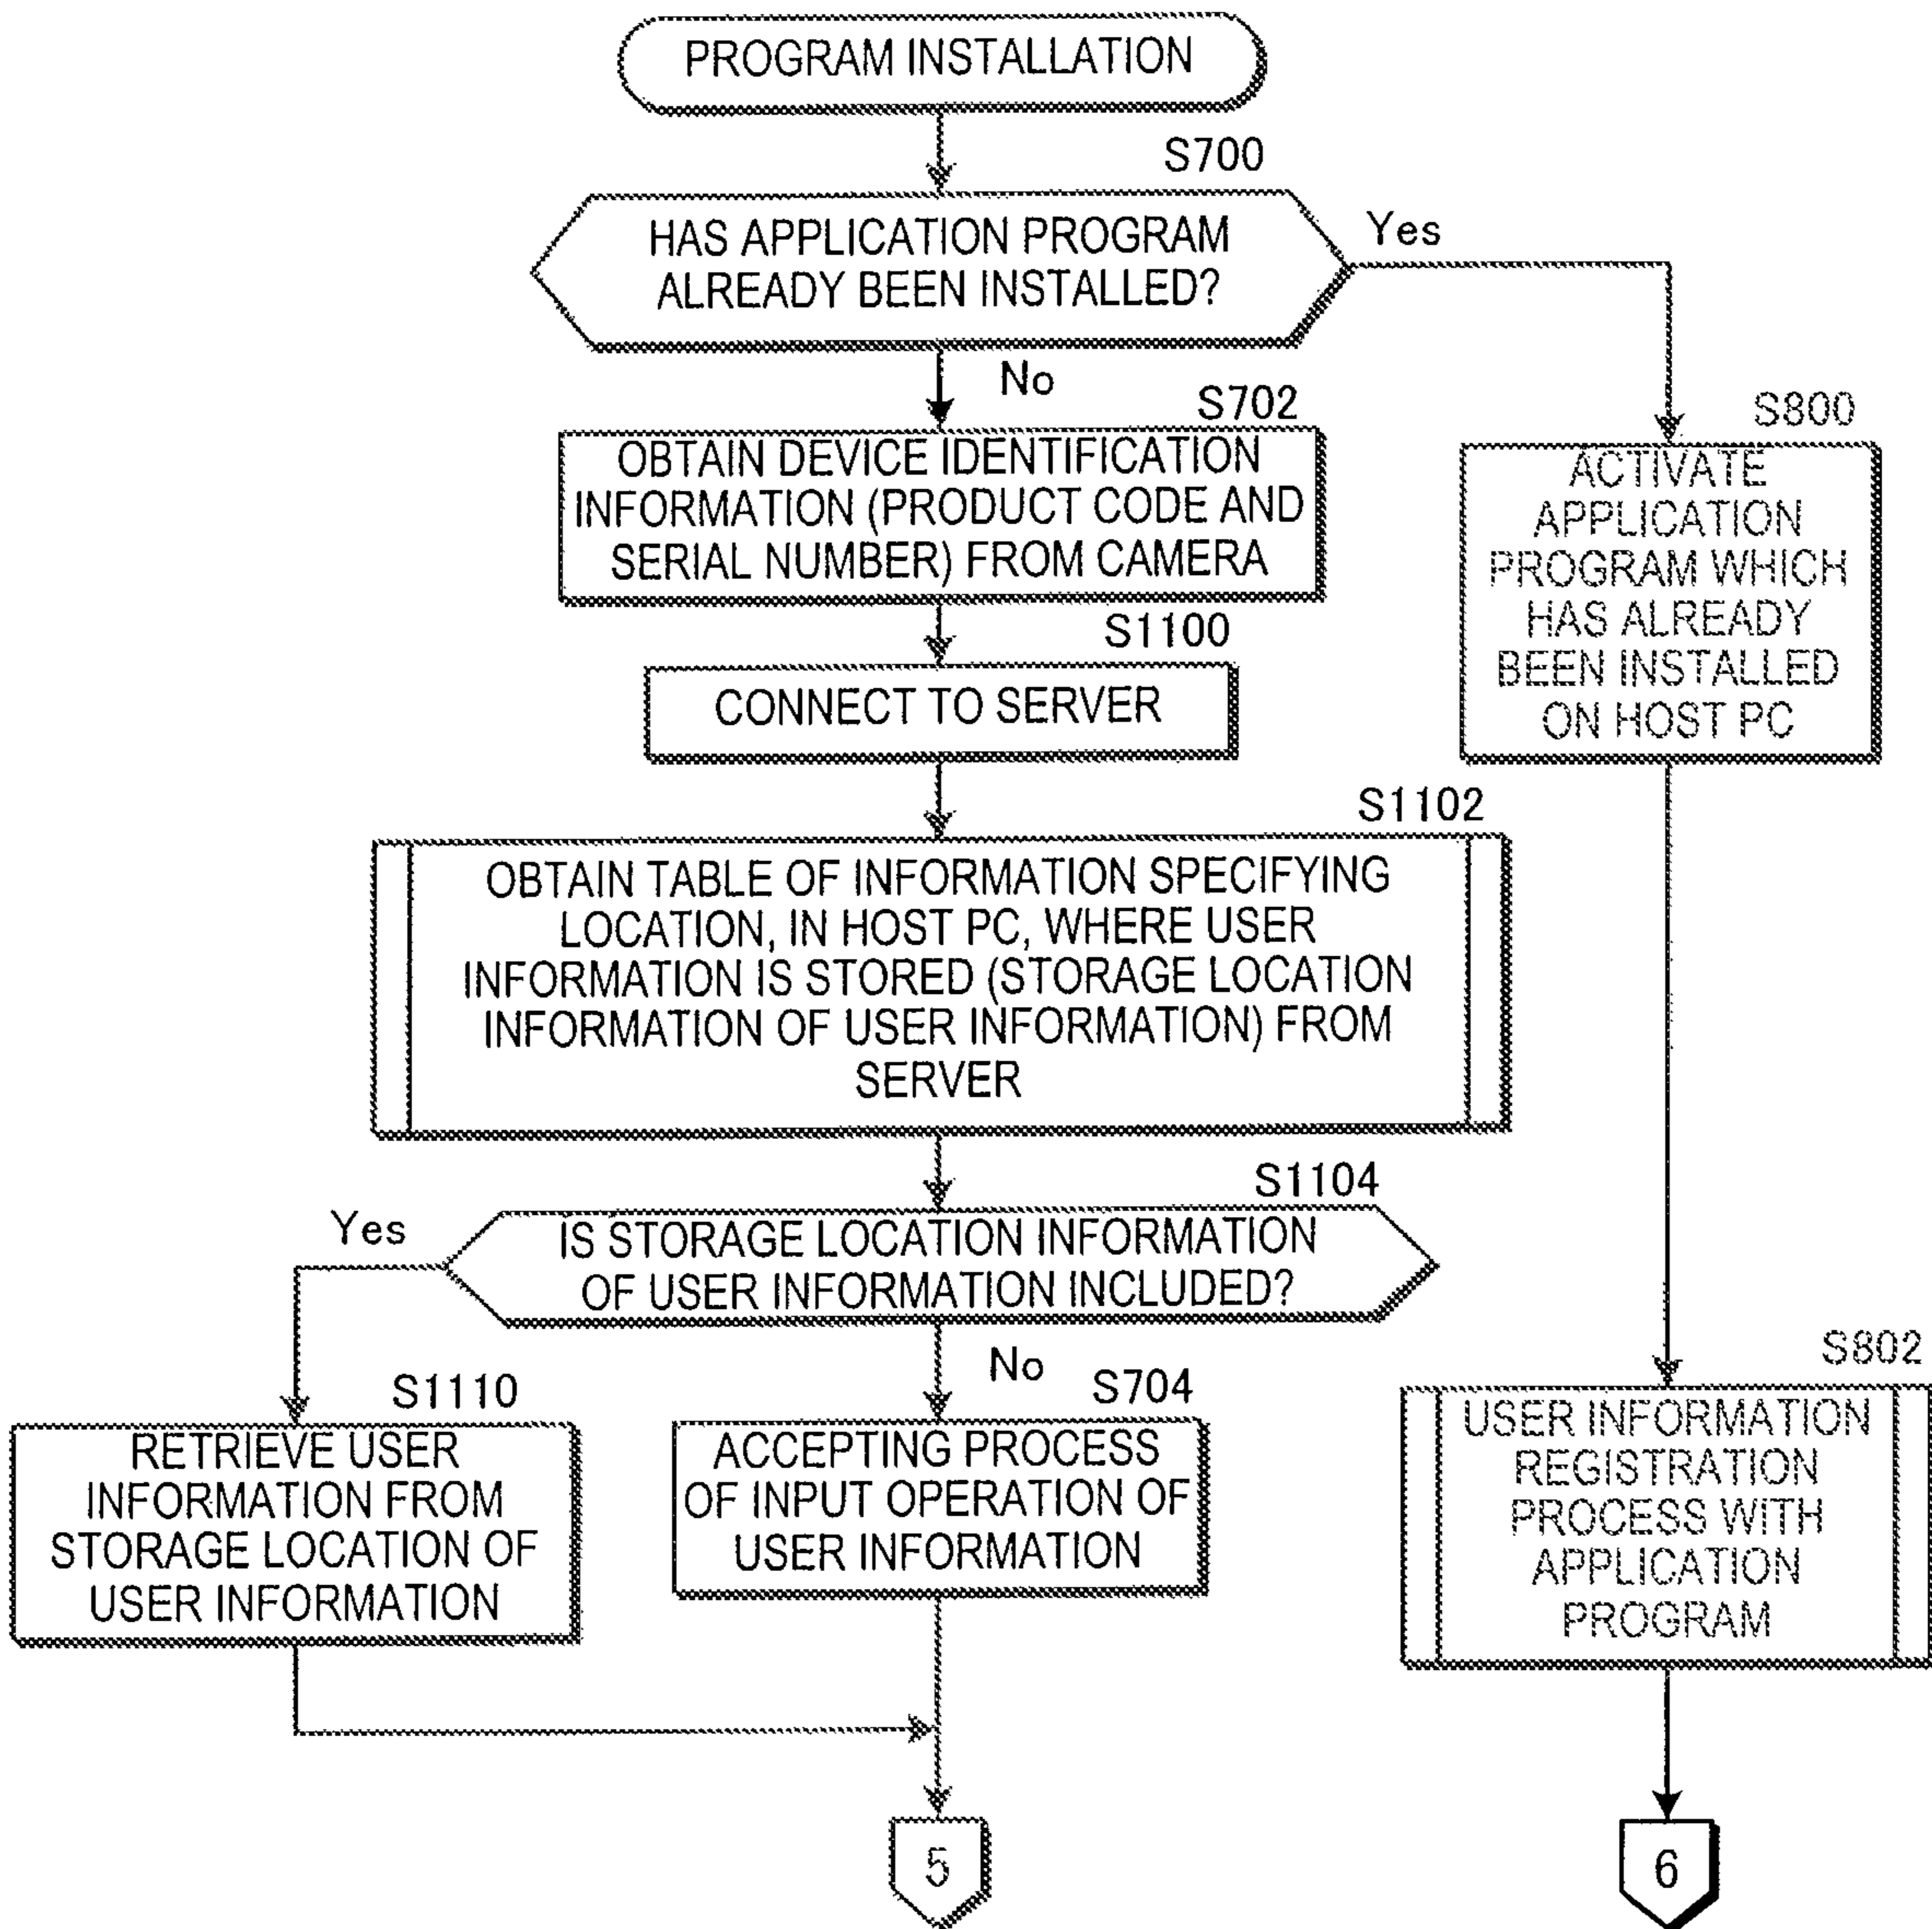 PROGRAM INSTALLATION
S700
HAS APPLICATION PROGRAM
ALREADY BEEN INSTALLED?
Yes
No
S702
OBTAIN DEVICE IDENTIFICATION
INFORMATION (PRODUCT CODE AND
SERIAL NUMBER) FROM CAMERA
S800
ACTIVATE
APPLICATION
PROGRAM WHICH
HAS ALREADY
BEEN INSTALLED
ON HOST PC
S1100
CONNECT TO SERVER
S1102
OBTAIN TABLE OF INFORMATION SPECIFYING
LOCATION, IN HOST PC, WHERE USER
INFORMATION IS STORED (STORAGE LOCATION
INFORMATION OF USER INFORMATION) FROM
SERVER
S1104
IS STORAGE LOCATION INFORMATION
OF USER INFORMATION INCLUDED?
Yes
No
S1110
RETRIEVE USER
INFORMATION FROM
STORAGE LOCATION OF
USER INFORMATION
S704
ACCEPTING PROCESS
OF INPUT OPERATION OF
USER INFORMATION
S802
USER INFORMATION
REGISTRATION
PROCESS WITH
APPLICATION
PROGRAM
5
6